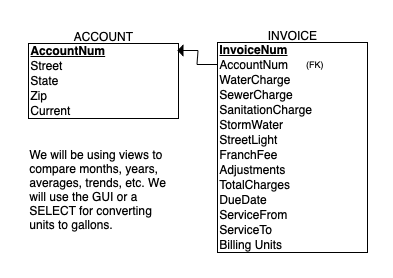 ACCOUNT
AccountNum
Street
State
Zip
Current
We will be using views to
compare months, years,
averages, trends, etc. We
will use the GUI or a
SELECT for converting
units to gallons.
INVOICE
InvoiceNum
AccountNum (FK)
WaterCharge
SewerCharge
SanitationCharge
StormWater
StreetLight
FranchFee
Adjustments
TotalCharges
DueDate
ServiceFrom
ServiceTo
Billing Units